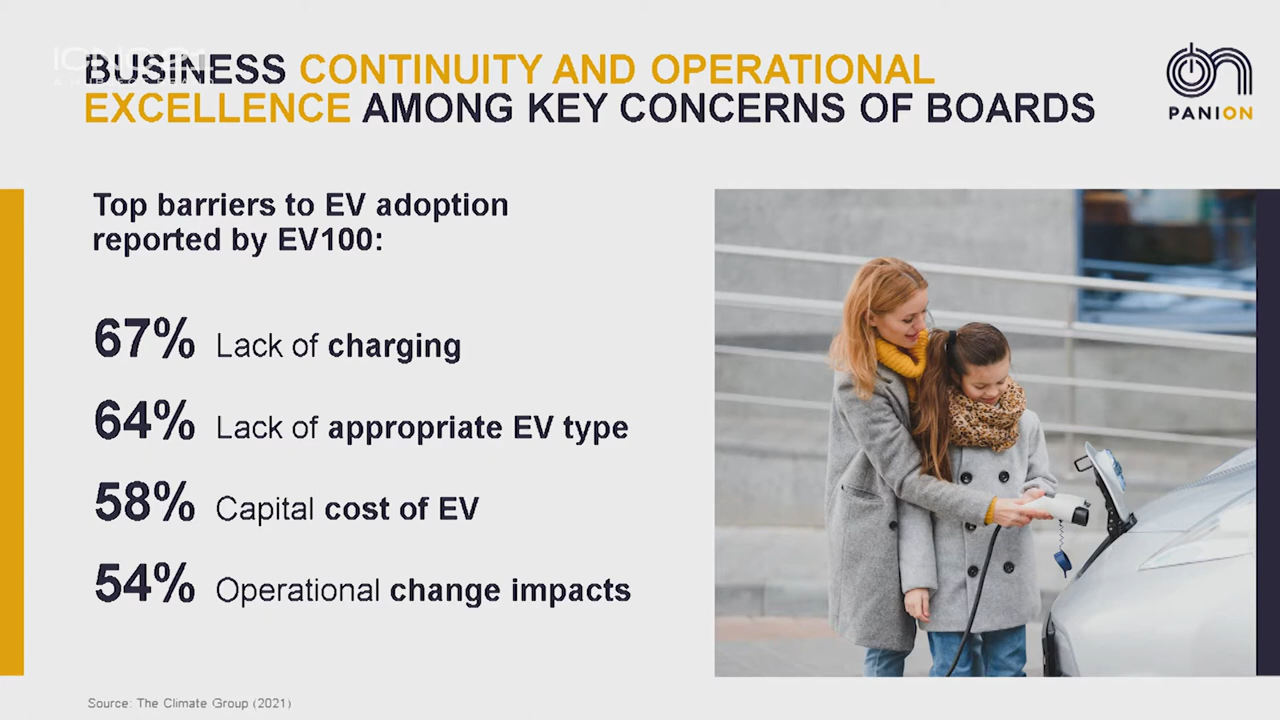 BUSINESS CONTINUITY AND OPERATIONAL
EXCELLENCE AMONG KEY CONCERNS OF BOARDS
PANION
Top barriers to EV adoption
reported by EV100:
67% Lack of charging
64% Lack of appropriate EV type
58% Capital cost of EV
54% Operational change impacts
Source: The Climate Group (2021)